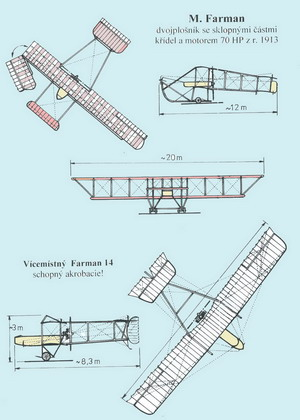 M. Farman
dvojplošník se sklopnými částmi
křídel a motorem 70 HP z r. 1913
~12 m
~20 m
Vícemístný Farman 14
schopný akrobacie!
~3m
~8,3 m